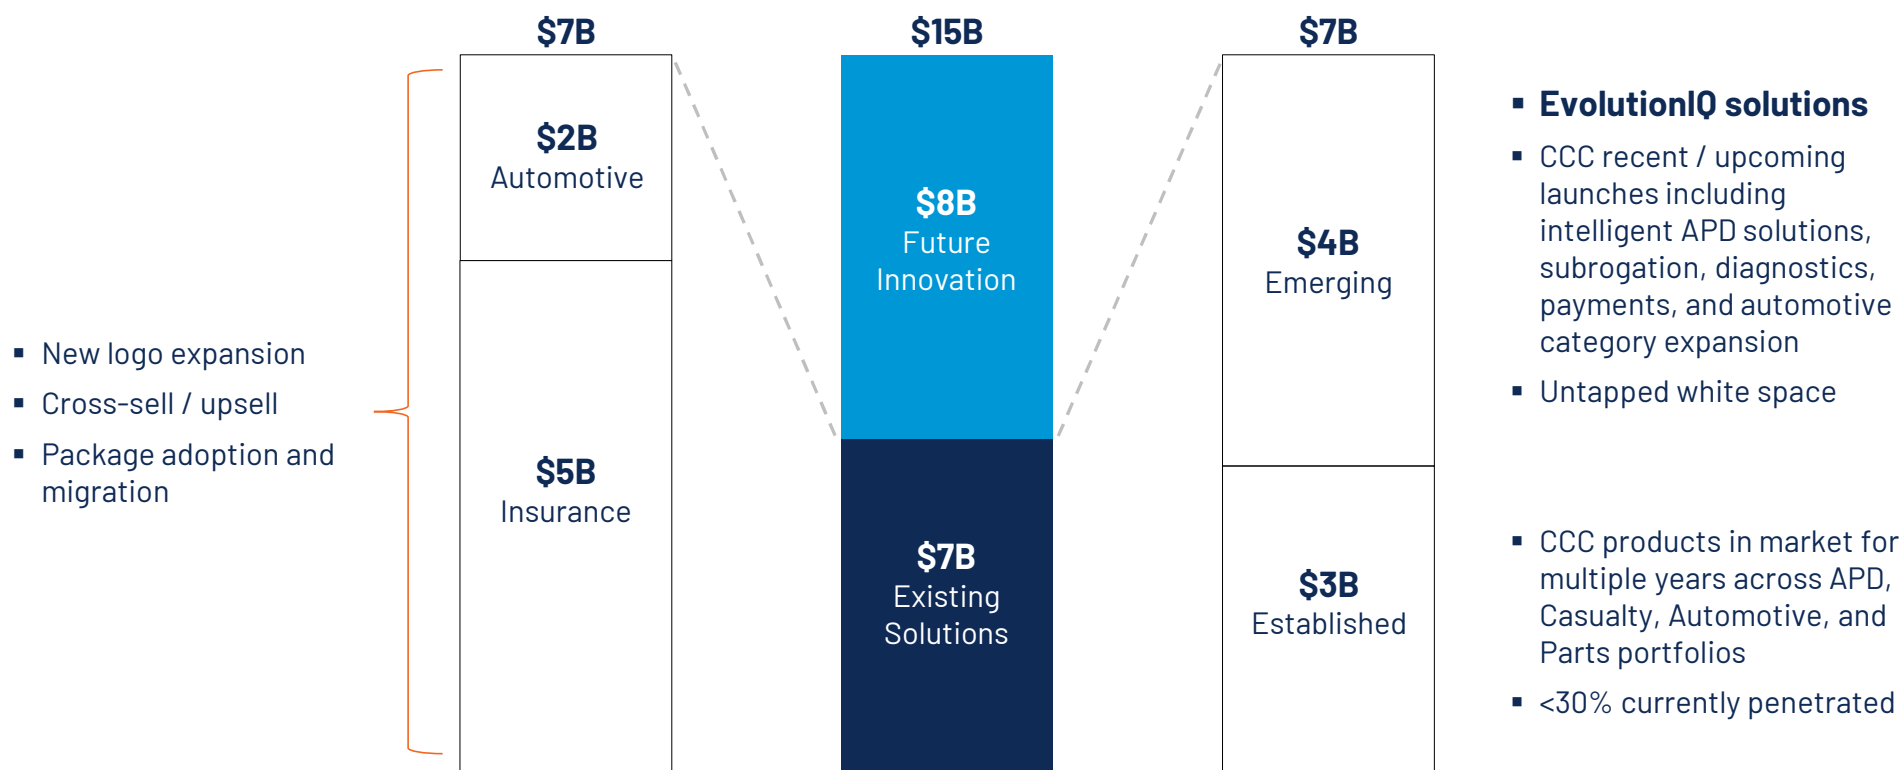 $7B
$15B
$7B
$2B
Automotive
$5B
Insurance
▪ New logo expansion
▪ Cross-sell / upsell
▪ Package adoption and
migration
$8B
Future
Innovation
$7B
Existing
Solutions
$4B
Emerging
$3B
Established
▪ EvolutionIQ solutions
▪ CCC recent / upcoming
launches including
intelligent APD solutions,
subrogation, diagnostics,
payments, and automotive
category expansion
▪ Untapped white space
▪ CCC products in market for
multiple years across APD,
Casualty, Automotive, and
Parts portfolios
▪ <30% currently penetrated